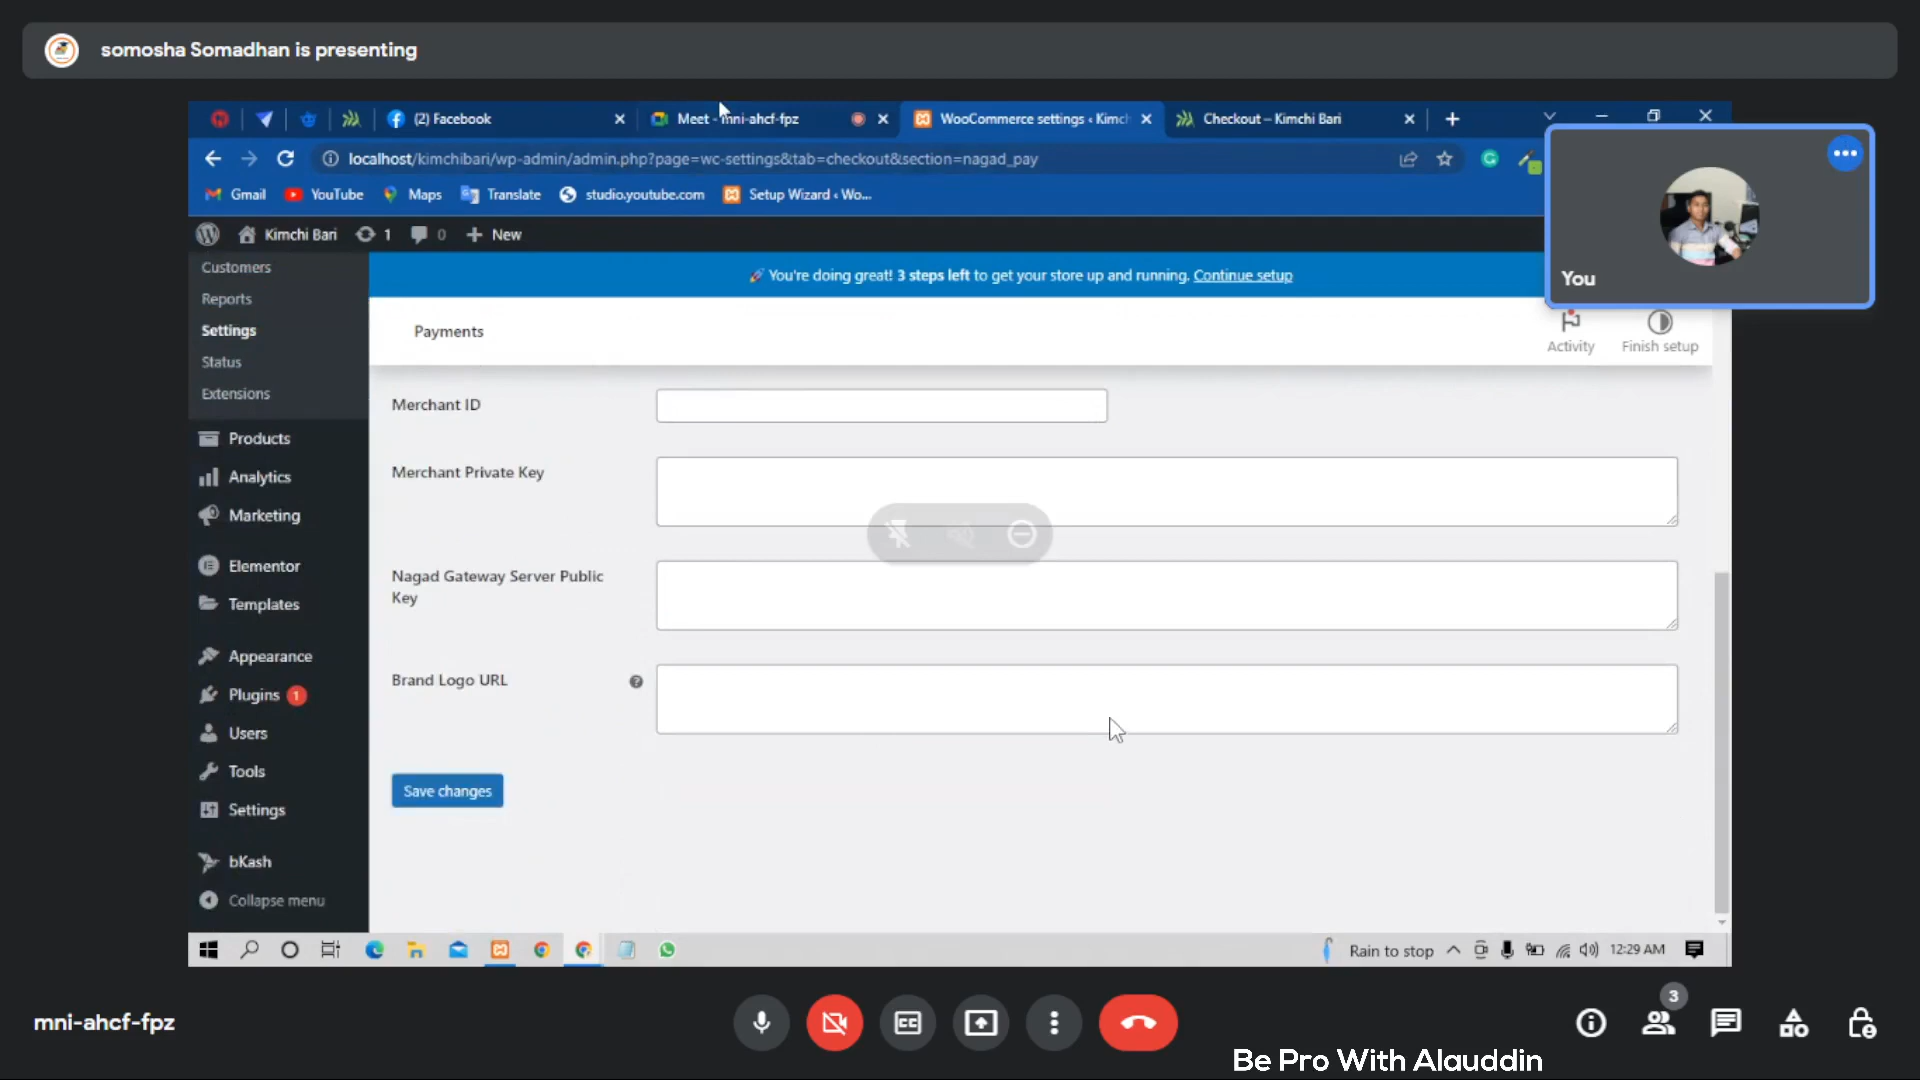 somosha Somadhan is presenting
(2) Facebook
Meet - mni-ahcf-fpz
WooCommerce settings ‹ Kimch
Checkout – Kimchi Bari
localhost/kimchibari/wp-admin/admin.php?page=wc-settings&tab=checkout&section=nagad_pay
Gmail
YouTube
Maps
Translate
studio.youtube.com
Setup Wizard ‹ Wo...
Kimchi Bari
1
0
New
You
Customers
Reports
Settings
Status
Extensions
Products
Analytics
Marketing
Elementor
Templates
Appearance
Plugins 1
Users
Tools
Settings
bKash
Collapse menu
You're doing great! 3 steps left to get your store up and running. Continue setup
Payments
Activity
Finish setup
Merchant ID
Merchant Private Key
Nagad Gateway Server Public
Key
Brand Logo URL
Save changes
Rain to stop
12:29 AM
mni-ahcf-fpz
3
Be Pro With Alauddin